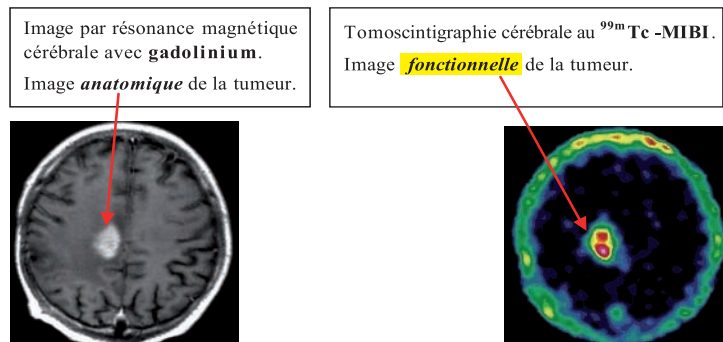 Image par résonance magnétique
cérébrale avec gadolinium.
Image anatomique de la tumeur.
Tomoscintigraphie cérébrale au 99m Tc -MIBI.
Image fonctionnelle de la tumeur.